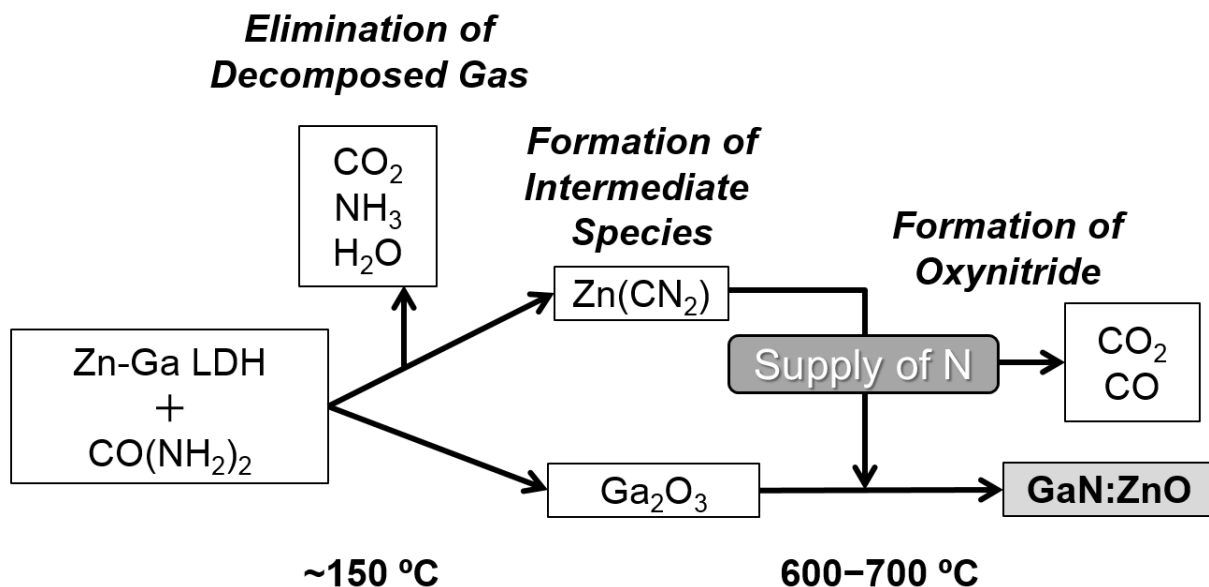 Elimination of
Decomposed Gas
CO₂
NH₃
H₂O
Formation of
Intermediate
Species
Formation of
Oxynitride
Zn-Ga LDH
+
CO(NH₂)₂
Zn(CN₂)
Supply of N
CO₂
CO
Ga₂O₃
GaN:ZnO
~150 ºC
600−700 ºC